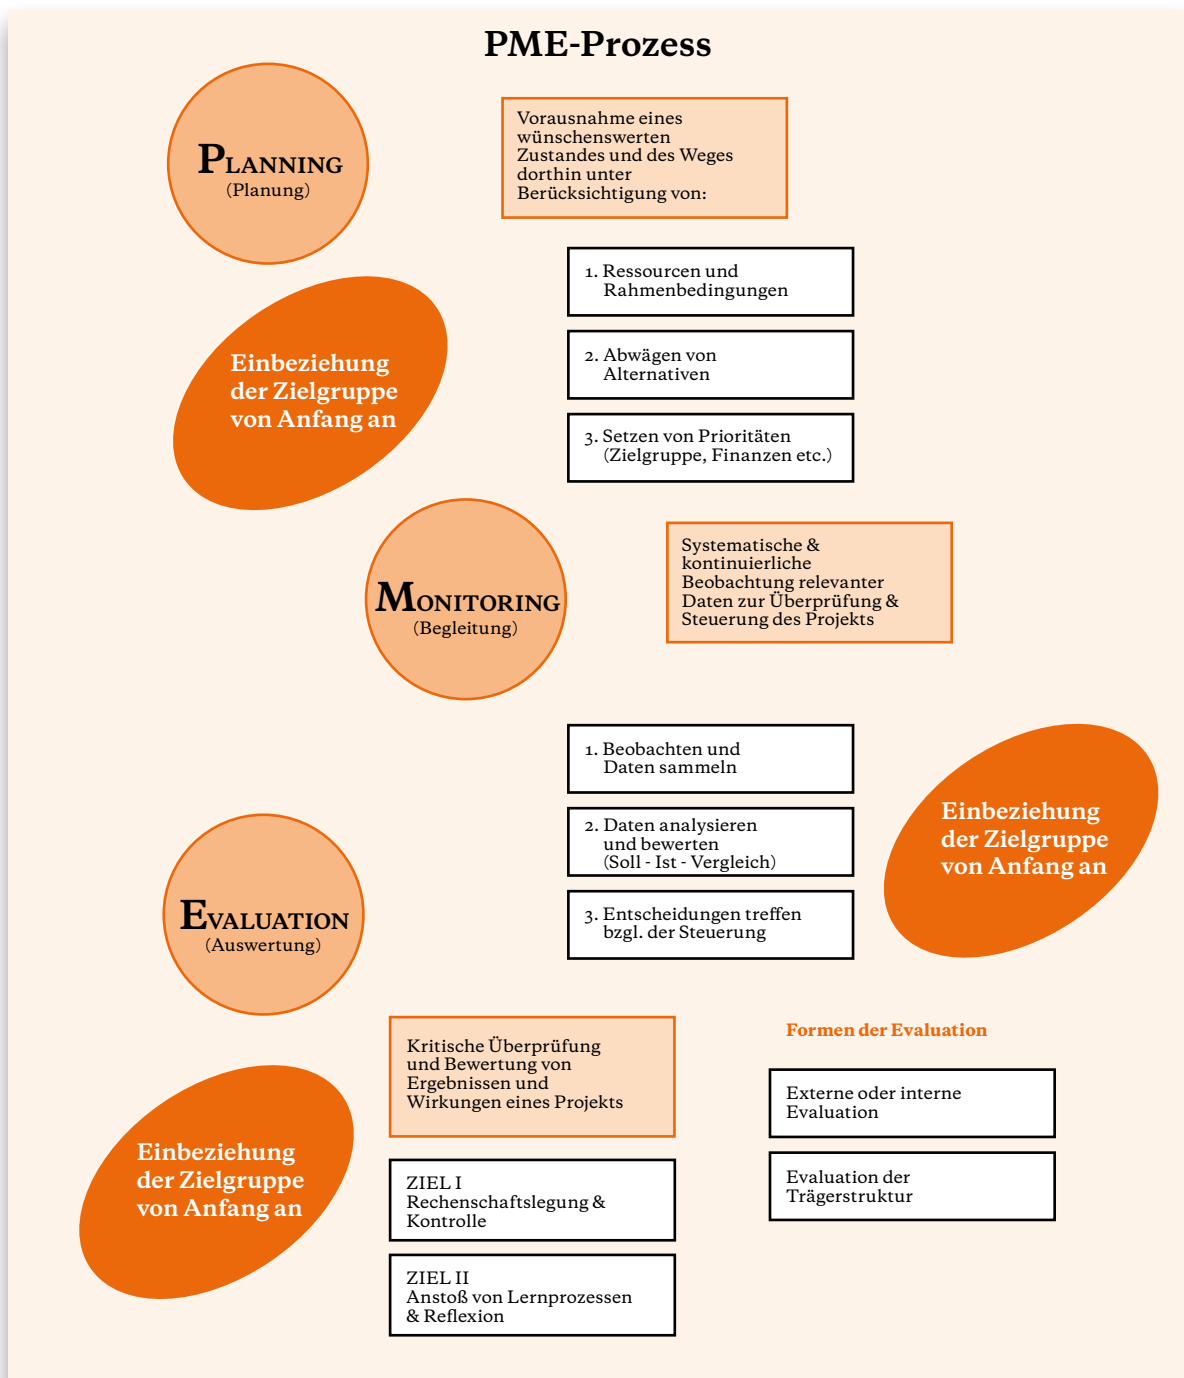 PME-Prozess
PLANNING
(Planung)
Vorausnahme eines
wünschenswerten
Zustandes und des Weges
dorthin unter
Berücksichtigung von:
1. Ressourcen und
Rahmenbedingungen
2. Abwägen von
Alternativen
3. Setzen von Prioritäten
(Zielgruppe, Finanzen etc.)
Einbeziehung
der Zielgruppe
von Anfang an
MONITORING
(Begleitung)
Systematische &
kontinuierliche
Beobachtung relevanter
Daten zur Überprüfung &
Steuerung des Projekts
1. Beobachten und
Daten sammeln
2. Daten analysieren
und bewerten
(Soll - Ist - Vergleich)
3. Entscheidungen treffen
bzgl. der Steuerung
Einbeziehung
der Zielgruppe
von Anfang an
EVALUATION
(Auswertung)
Kritische Überprüfung
und Bewertung von
Ergebnissen und
Wirkungen eines Projekts
ZIEL I
Rechenschaftslegung &
Kontrolle
ZIEL II
Anstoß von Lernprozessen
& Reflexion
Formen der Evaluation
Externe oder interne
Evaluation
Evaluation der
Trägerstruktur
Einbeziehung
der Zielgruppe
von Anfang an